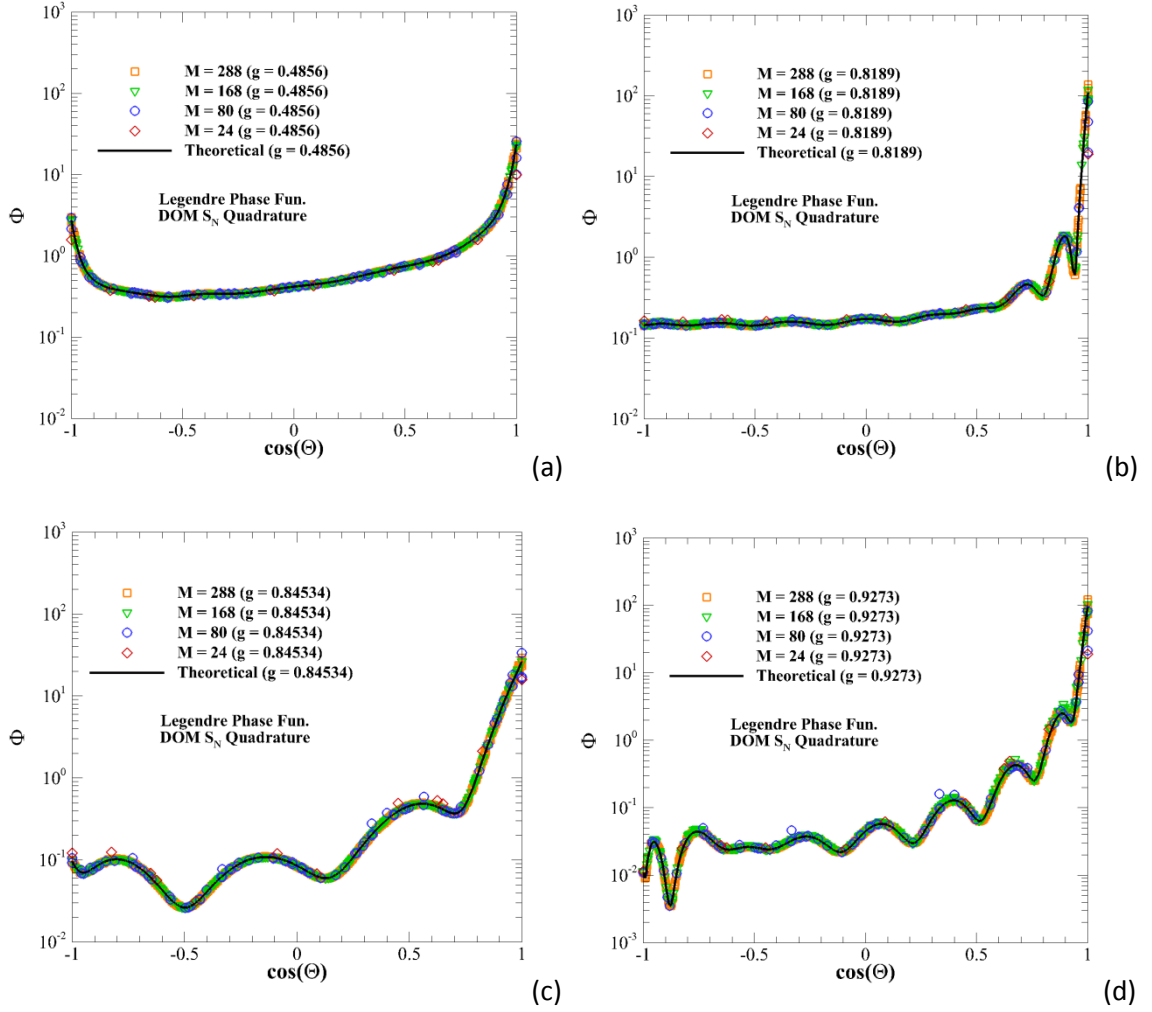 10³
M = 288 (g = 0.4856)
M = 168 (g = 0.4856)
M = 80 (g = 0.4856)
M = 24 (g = 0.4856)
Theoretical (g = 0.4856)
Legendre Phase Fun.
DOM S_N Quadrature
10²
10¹
10⁰
10⁻¹
10⁻²
Φ
-1 -0.5 0 0.5 1
cos(Θ)
(a)
10³
M = 288 (g = 0.8189)
M = 168 (g = 0.8189)
M = 80 (g = 0.8189)
M = 24 (g = 0.8189)
Theoretical (g = 0.8189)
Legendre Phase Fun.
DOM S_N Quadrature
10²
10¹
10⁰
10⁻¹
10⁻²
Φ
-1 -0.5 0 0.5 1
cos(Θ)
(b)
10³
M = 288 (g = 0.84534)
M = 168 (g = 0.84534)
M = 80 (g = 0.84534)
M = 24 (g = 0.84534)
Theoretical (g = 0.84534)
Legendre Phase Fun.
DOM S_N Quadrature
10²
10¹
10⁰
10⁻¹
10⁻²
Φ
-1 -0.5 0 0.5 1
cos(Θ)
(c)
10³
M = 288 (g = 0.9273)
M = 168 (g = 0.9273)
M = 80 (g = 0.9273)
M = 24 (g = 0.9273)
Theoretical (g = 0.9273)
Legendre Phase Fun.
DOM S_N Quadrature
10²
10¹
10⁰
10⁻¹
10⁻²
10⁻³
Φ
-1 -0.5 0 0.5 1
cos(Θ)
(d)